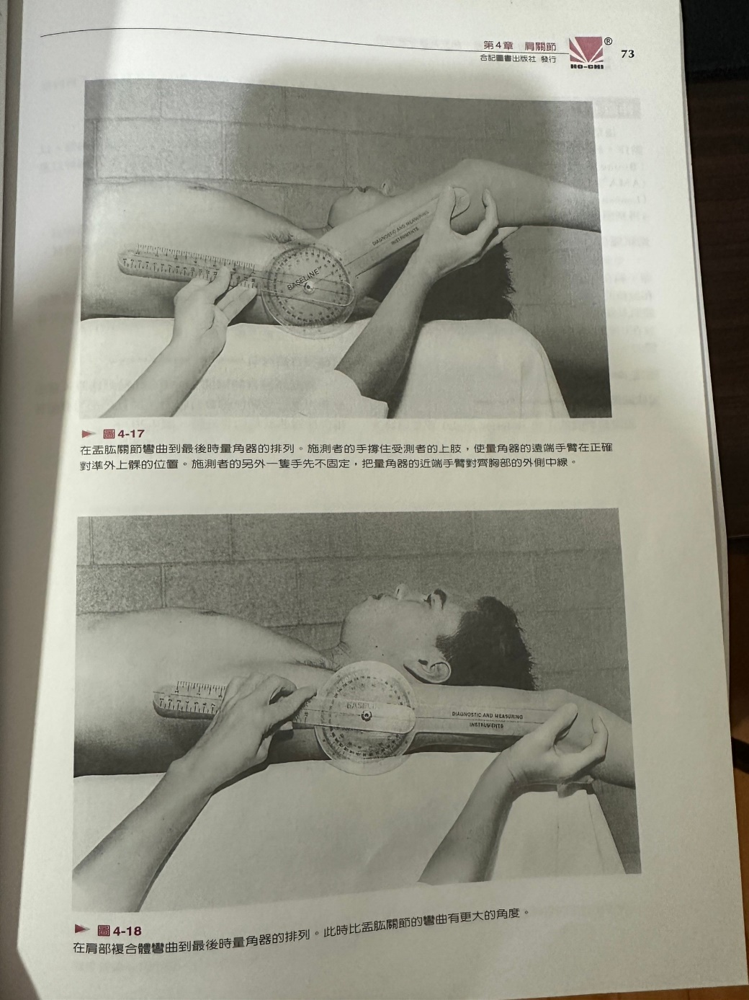 第4章 肩關節
合記圖書出版社 發行
HO-CHI
®
73
DIAGNOSTIC AND MEASURING
INSTRUMENTS
BASELINE
圖4-17
在盂肱關節彎曲到最後時量角器的排列。施測者的手撐住受測者的上肢，使量角器的遠端手臂在正確
對準外上髁的位置。施測者的另外一隻手先不固定，把量角器的近端手臂對齊胸部的外側中線。
DIAGNOSTIC AND MEASURING
INSTRUMENTS
圖4-18
在肩部複合體彎曲到最後時量角器的排列。此時比盂肱關節的彎曲有更大的角度。